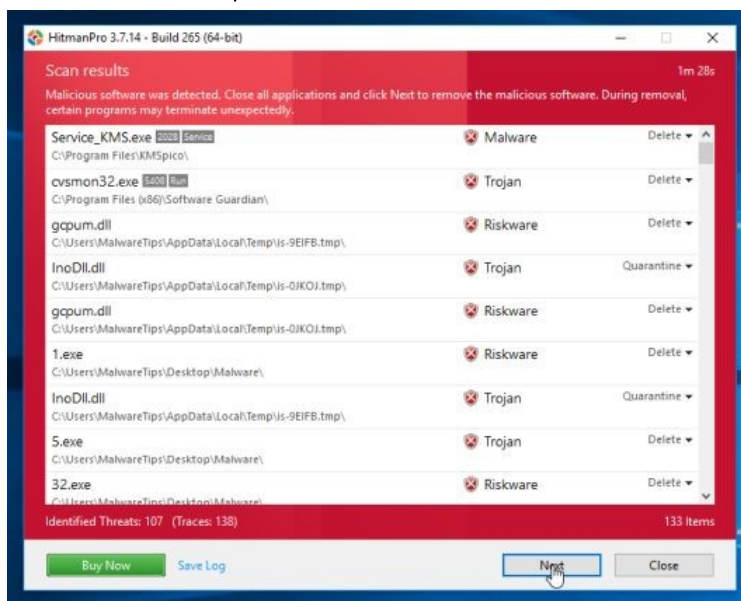 HitmanPro 3.7.14 - Build 265 (64-bit)
Scan results 1m 28s
Malicious software was detected. Close all applications and click Next to remove the malicious software. During removal,
certain programs may terminate unexpectedly.
Service_KMS.exe 2028 Service Malware Delete
C:\Program Files\KMSpico\
cvsmon32.exe 5408 Run Trojan Delete
C:\Program Files (x86)\Software Guardian\
gcpum.dll Riskware Delete
C:\Users\MalwareTips\AppData\Local\Temp\is-9EIFB.tmp\
InoDll.dll Trojan Quarantine
C:\Users\MalwareTips\AppData\Local\Temp\is-0JKOJ.tmp\
gcpum.dll Riskware Delete
C:\Users\MalwareTips\AppData\Local\Temp\is-0JKOJ.tmp\
1.exe Riskware Delete
C:\Users\MalwareTips\Desktop\Malware\
InoDll.dll Trojan Quarantine
C:\Users\MalwareTips\AppData\Local\Temp\is-9EIFB.tmp\
5.exe Trojan Delete
C:\Users\MalwareTips\Desktop\Malware\
32.exe Riskware Delete
C:\Users\MalwareTips\Desktop\Malware\
Identified Threats: 107 (Traces: 138) 133 Items
Buy Now Save Log Next Close